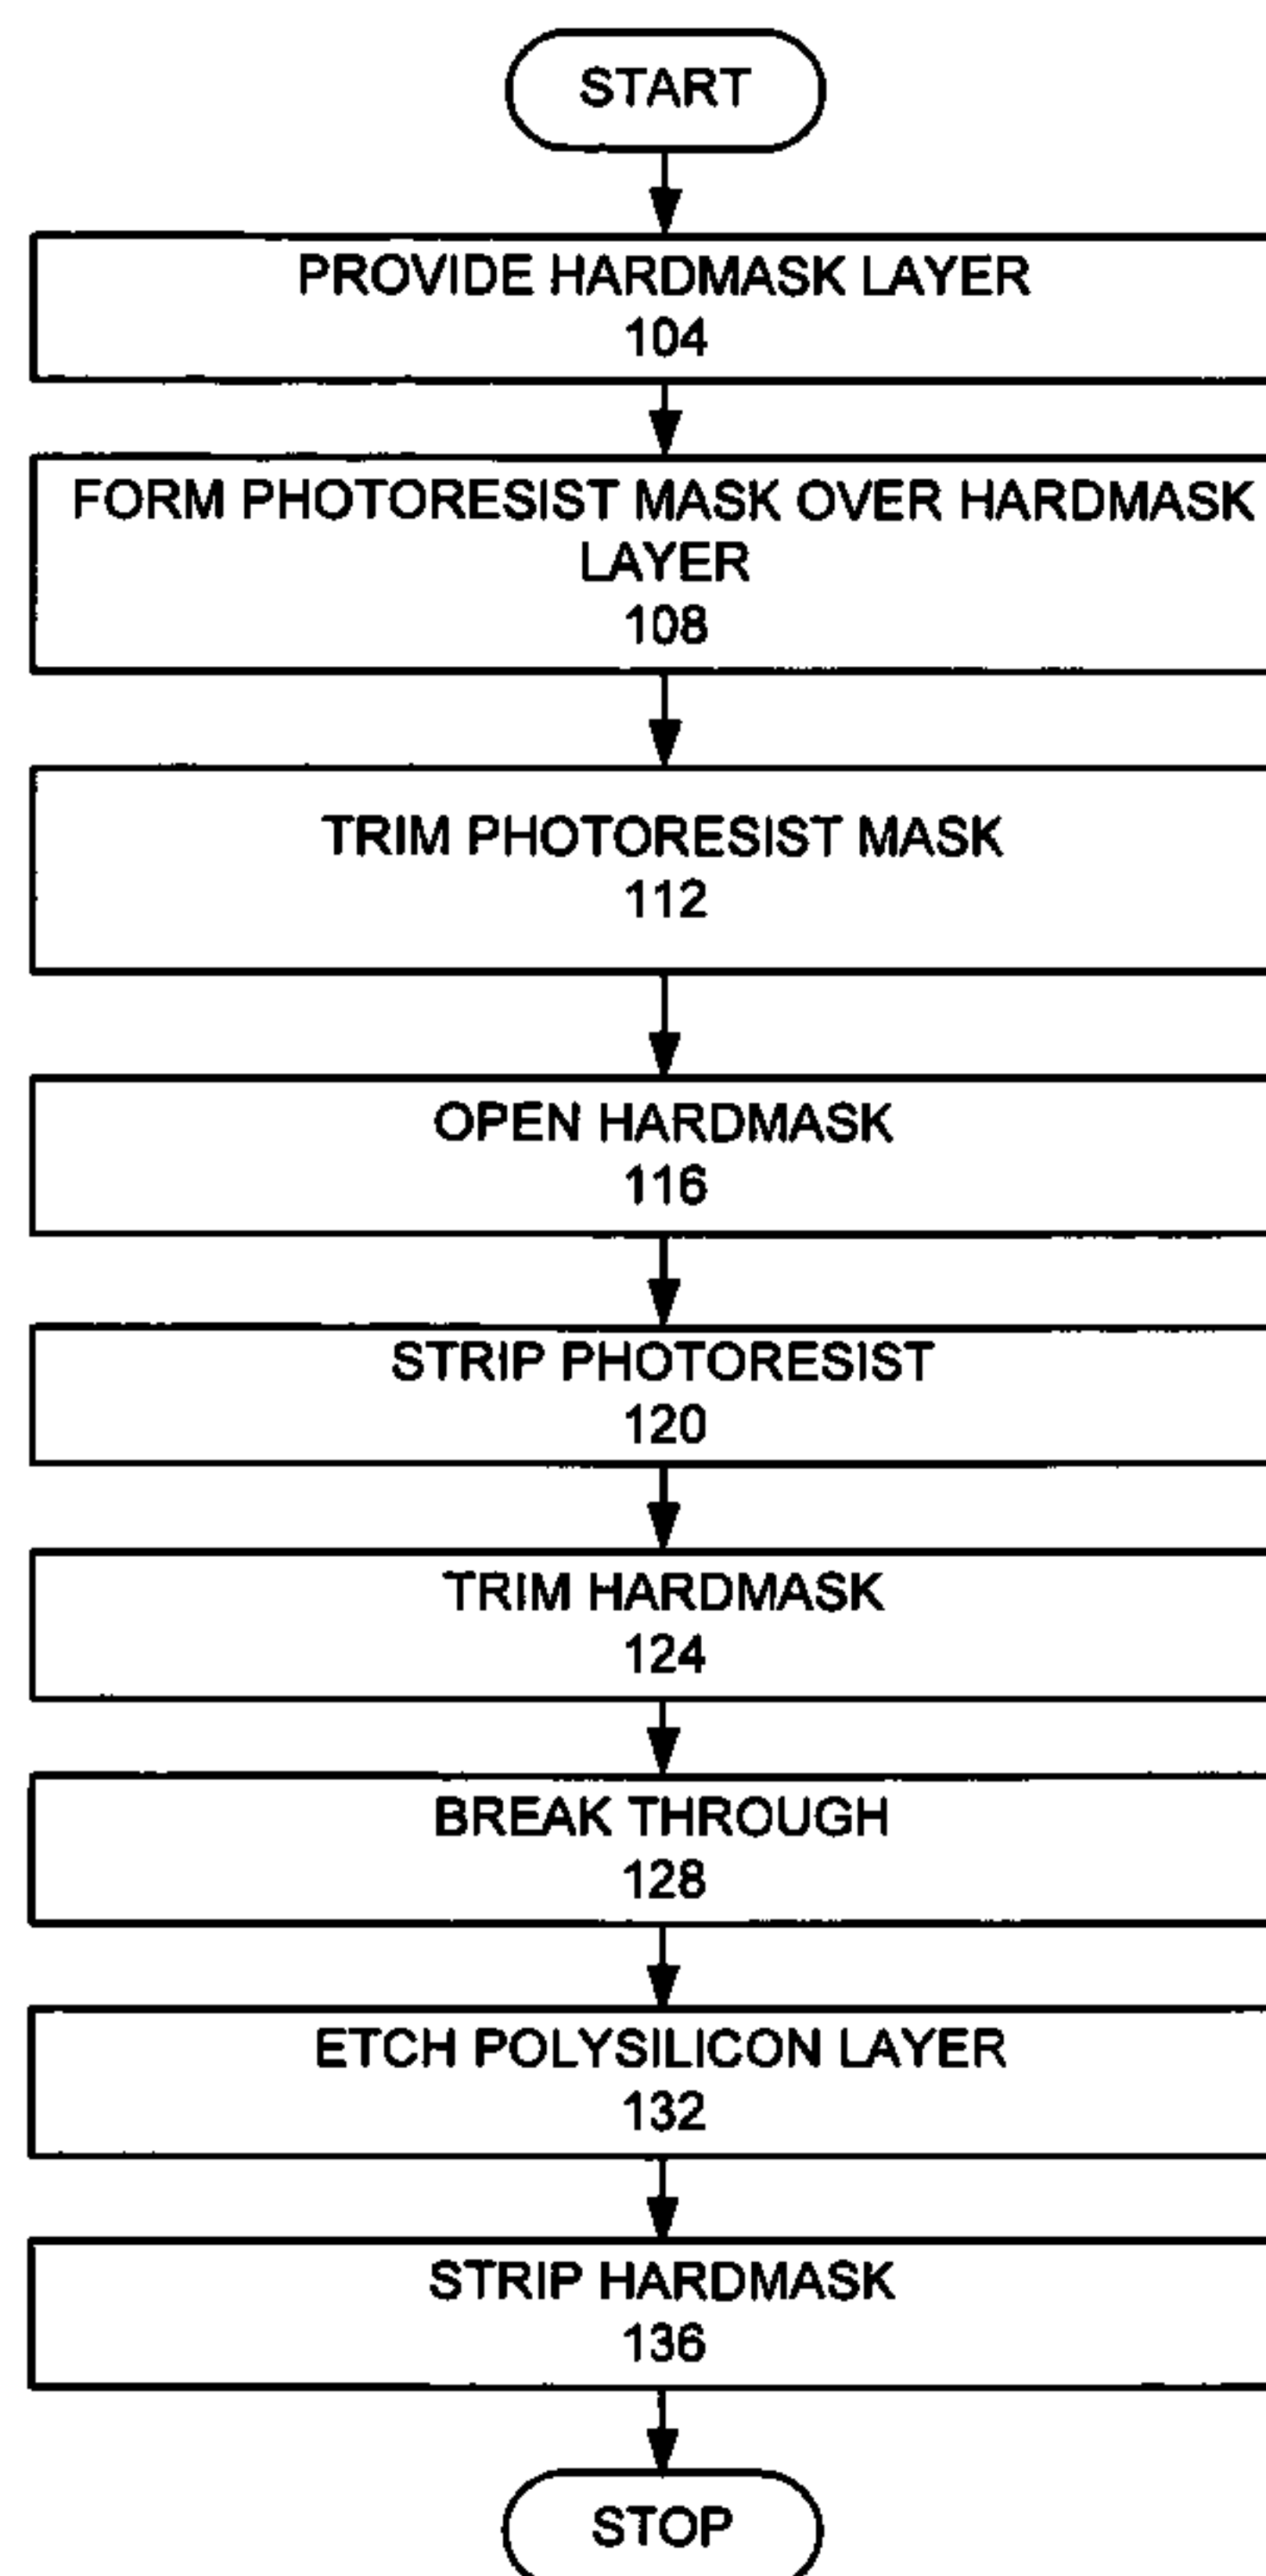 START
PROVIDE HARDMASK LAYER
104
FORM PHOTORESIST MASK OVER HARDMASK
LAYER
108
TRIM PHOTORESIST MASK
112
OPEN HARDMASK
116
STRIP PHOTORESIST
120
TRIM HARDMASK
124
BREAK THROUGH
128
ETCH POLYSILICON LAYER
132
STRIP HARDMASK
136
STOP